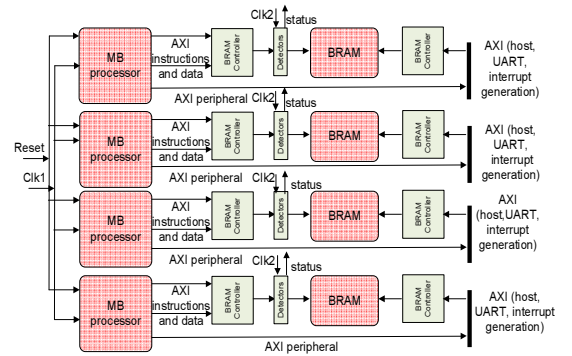 Clk2
status
MB
processor
AXI
instructions
and data
BRAM
Controller
Detectors
BRAM
BRAM
Controller
AXI (host,
UART,
interrupt
generation)
AXI peripheral
Clk2
status
Reset
Clk1
MB
processor
AXI
instructions
and data
BRAM
Controller
Detectors
BRAM
BRAM
Controller
AXI (host,
UART,
interrupt
generation)
AXI peripheral
Clk2
status
MB
processor
AXI
instructions
and data
BRAM
Controller
Detectors
BRAM
BRAM
Controller
AXI
(host,UART,
interrupt
generation)
AXI peripheral
Clk2
status
MB
processor
AXI
instructions
and data
BRAM
Controller
Detectors
BRAM
BRAM
Controller
AXI (host,
UART, interrupt
generation)
AXI peripheral